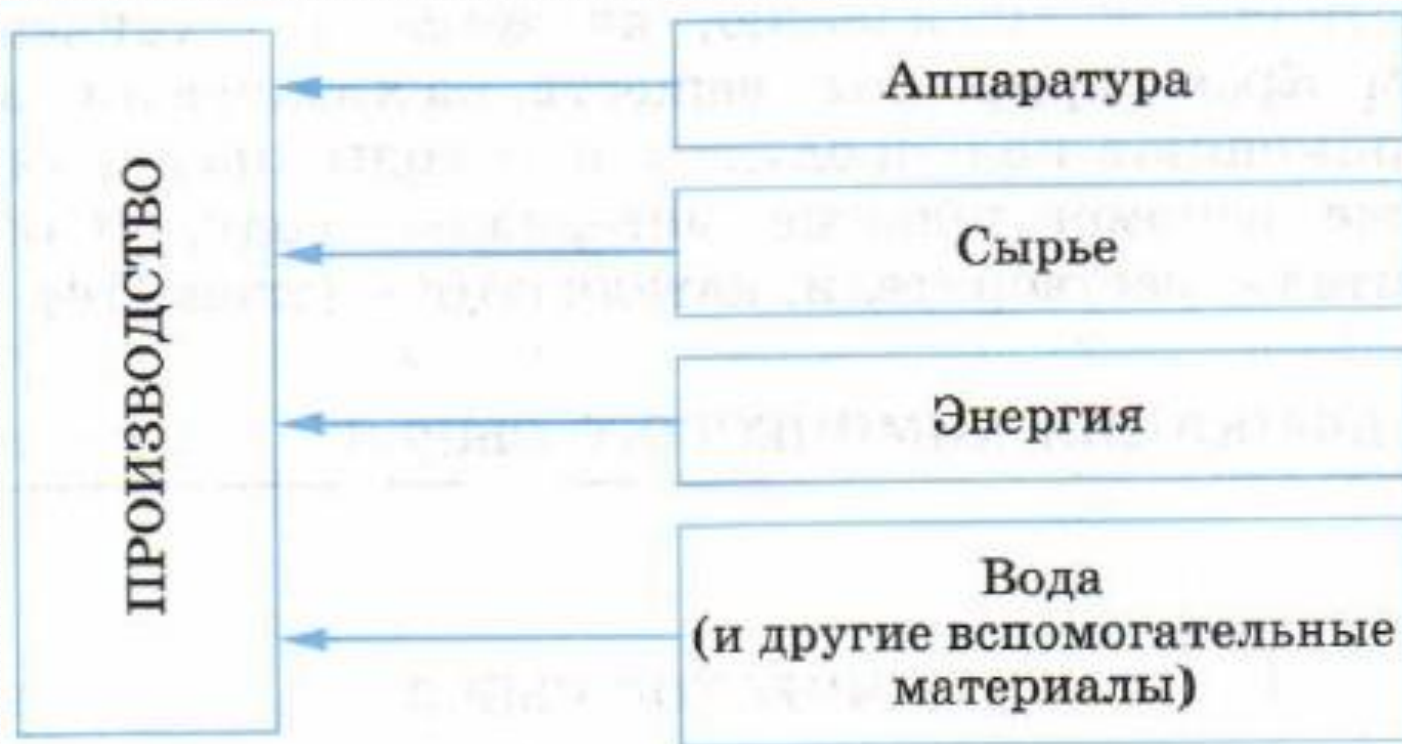 ПРОИЗВОДСТВО
Аппаратура
Сырье
Энергия
Вода
(и другие вспомогательные
материалы)